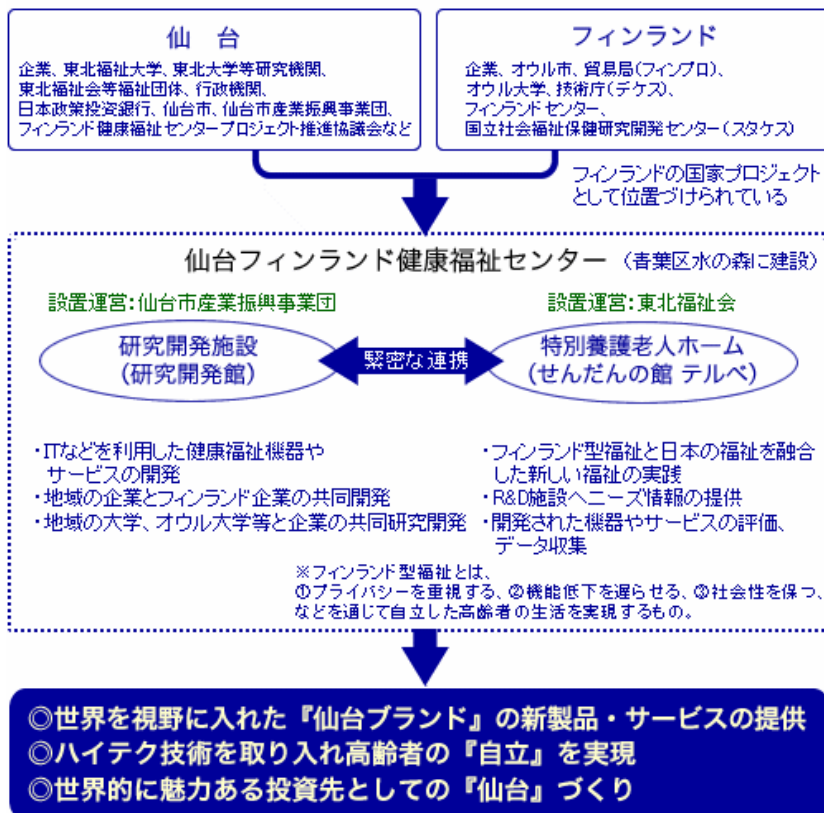 仙 台
企業、東北福祉大学、東北大学等研究機関、
東北福祉会等福祉団体、行政機関、
日本政策投資銀行、仙台市、仙台市産業振興事業団、
フィンランド健康福祉センタープロジェクト推進協議会など
フィンランド
企業、オウル市、貿易局(フィンプロ)、
オウル大学、技術庁(テケス)、
フィンランドセンター、
国立社会福祉保健研究開発センター(スタケス)
フィンランドの国家プロジェクト
として位置づけられている
仙台フィンランド健康福祉センター (青葉区水の森に建設)
設置運営:仙台市産業振興事業団
研究開発施設
(研究開発館)
緊密な連携
設置運営:東北福祉会
特別養護老人ホーム
(せんだんの館 テルベ)
・ITなどを利用した健康福祉機器や
サービスの開発
・地域の企業とフィンランド企業の共同開発
・地域の大学、オウル大学等と企業の共同研究開発
・フィンランド型福祉と日本の福祉を融合
した新しい福祉の実践
・R&D施設へニーズ情報の提供
・開発された機器やサービスの評価、
データ収集
※フィンランド型福祉とは、
①プライバシーを重視する、②機能低下を遅らせる、③社会性を保つ、
などを通じて自立した高齢者の生活を実現するもの。
◎世界を視野に入れた『仙台ブランド』の新製品・サービスの提供
◎ハイテク技術を取り入れ高齢者の『自立』を実現
◎世界的に魅力ある投資先としての『仙台』づくり